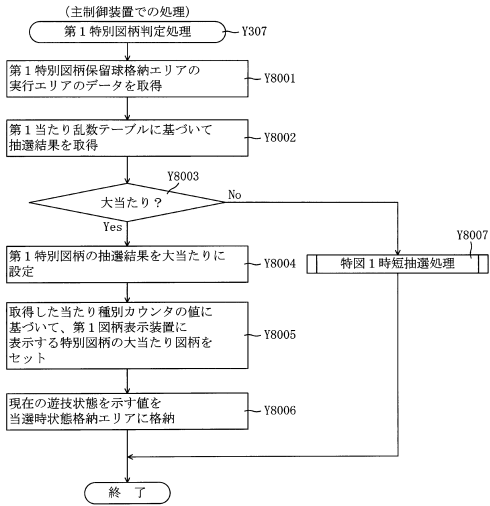 (主制御装置での処理)
第1特別図柄判定処理
Y307
第1特別図柄保留球格納エリアの
実行エリアのデータを取得
Y8001
第1当たり乱数テーブルに基づいて
抽選結果を取得
Y8002
Y8003
大当たり?
No
Yes
Y8007
特図1時短抽選処理
第1特別図柄の抽選結果を大当たりに
設定
Y8004
取得した当たり種別カウンタの値に
基づいて、第1図柄表示装置に
表示する特別図柄の大当たり図柄を
セット
Y8005
現在の遊技状態を示す値を
当選時状態格納エリアに格納
Y8006
終 了